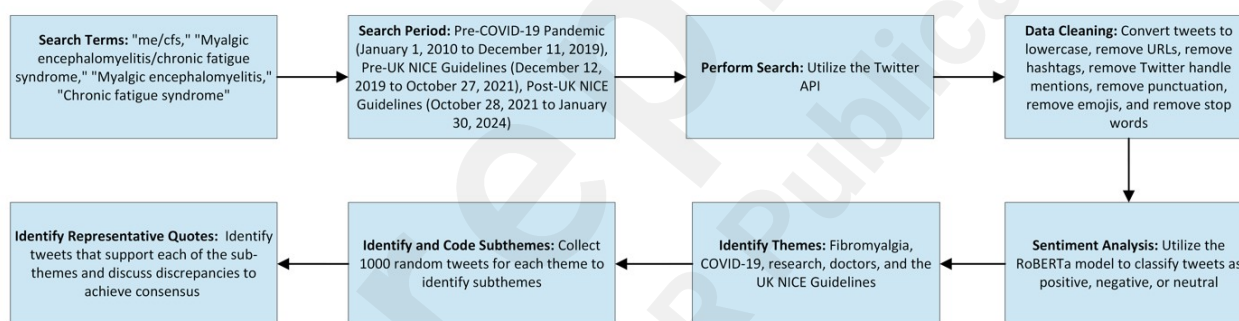 Search Terms: "me/cfs," "Myalgic
encephalomyelitis/chronic fatigue
syndrome," "Myalgic encephalomyelitis,"
"Chronic fatigue syndrome"
Search Period: Pre-COVID-19 Pandemic
(January 1, 2010 to December 11, 2019),
Pre-UK NICE Guidelines (December 12,
2019 to October 27, 2021), Post-UK NICE
Guidelines (October 28, 2021 to January
30, 2024)
Perform Search: Utilize the Twitter
API
Data Cleaning: Convert tweets to
lowercase, remove URLs, remove
hashtags, remove Twitter handle
mentions, remove punctuation,
remove emojis, and remove stop
words
Identify Representative Quotes: Identify
tweets that support each of the sub-
themes and discuss discrepancies to
achieve consensus
Identify and Code Subthemes: Collect
1000 random tweets for each theme to
identify subthemes
Identify Themes: Fibromyalgia,
COVID-19, research, doctors, and the
UK NICE Guidelines
Sentiment Analysis: Utilize the
RoBERTa model to classify tweets as
positive, negative, or neutral